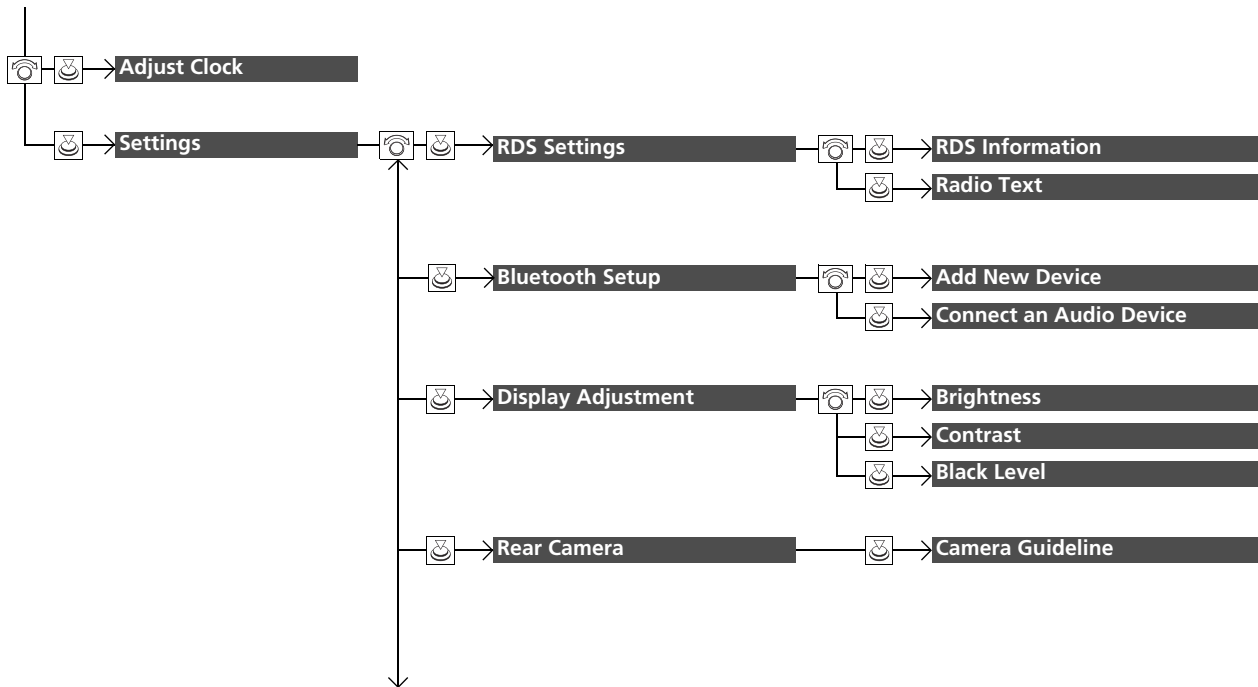 Adjust Clock
Settings
RDS Settings
RDS Information
Radio Text
Bluetooth Setup
Add New Device
Connect an Audio Device
Display Adjustment
Brightness
Contrast
Black Level
Rear Camera
Camera Guideline